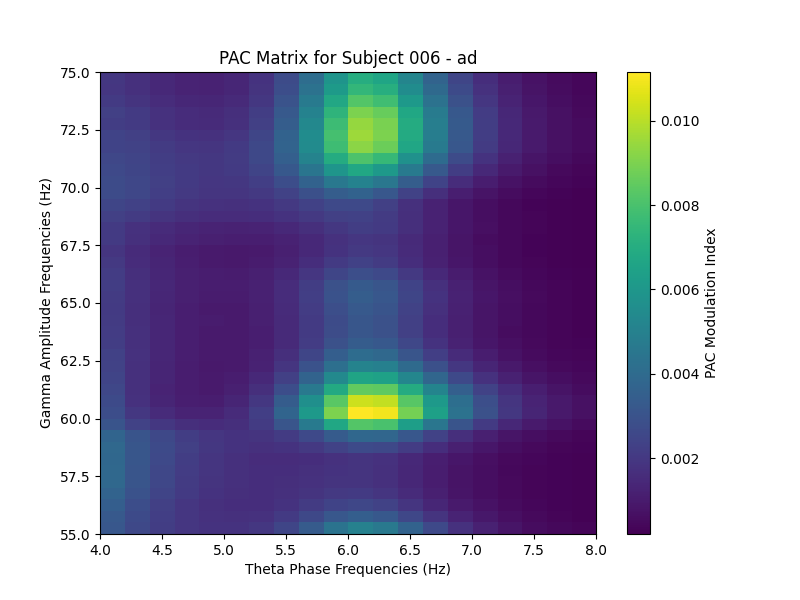 PAC Matrix for Subject 006 - ad
75.0
72.5
70.0
67.5
65.0
62.5
60.0
57.5
55.0
Gamma Amplitude Frequencies (Hz)
4.0 4.5 5.0 5.5 6.0 6.5 7.0 7.5 8.0
Theta Phase Frequencies (Hz)
0.010
0.008
0.006
0.004
0.002
PAC Modulation Index